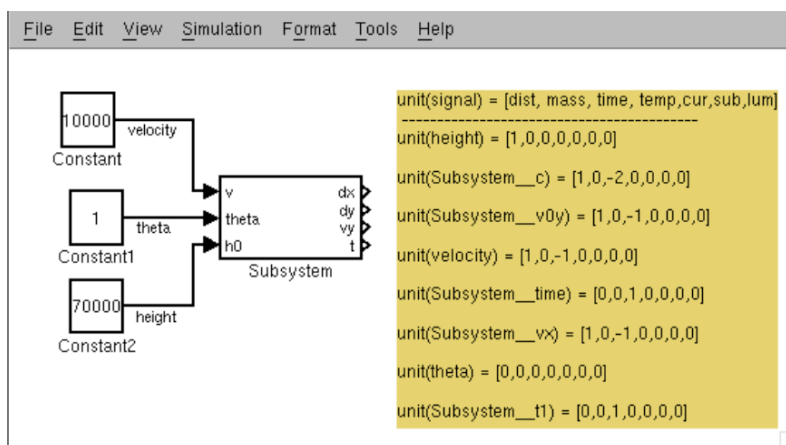 File Edit View Simulation Format Tools Help
10000
velocity
Constant
1
theta
Constant1
70000
height
Constant2
v
theta
h0
dx
dy
vy
t
Subsystem
unit(signal) = [dist, mass, time, temp,cur,sub,lum]
------------------------------------------
unit(height) = [1,0,0,0,0,0,0]
unit(Subsystem__c) = [1,0,-2,0,0,0,0]
unit(Subsystem__v0y) = [1,0,-1,0,0,0,0]
unit(velocity) = [1,0,-1,0,0,0,0]
unit(Subsystem__time) = [0,0,1,0,0,0,0]
unit(Subsystem__vx) = [1,0,-1,0,0,0,0]
unit(theta) = [0,0,0,0,0,0,0]
unit(Subsystem__t1) = [0,0,1,0,0,0,0]